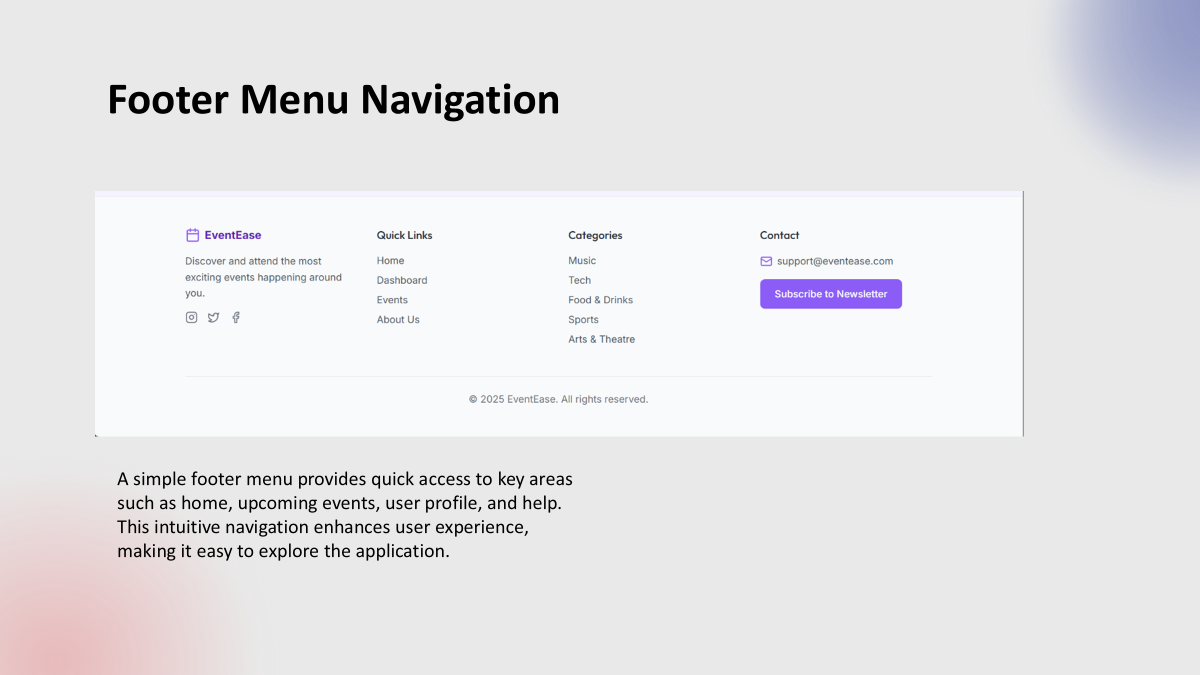 Footer Menu Navigation
EventEase
Discover and attend the most
exciting events happening around
you.
Quick Links
Home
Dashboard
Events
About Us
Categories
Music
Tech
Food & Drinks
Sports
Arts & Theatre
Contact
support@eventease.com
Subscribe to Newsletter
© 2025 EventEase. All rights reserved.
A simple footer menu provides quick access to key areas
such as home, upcoming events, user profile, and help.
This intuitive navigation enhances user experience,
making it easy to explore the application.